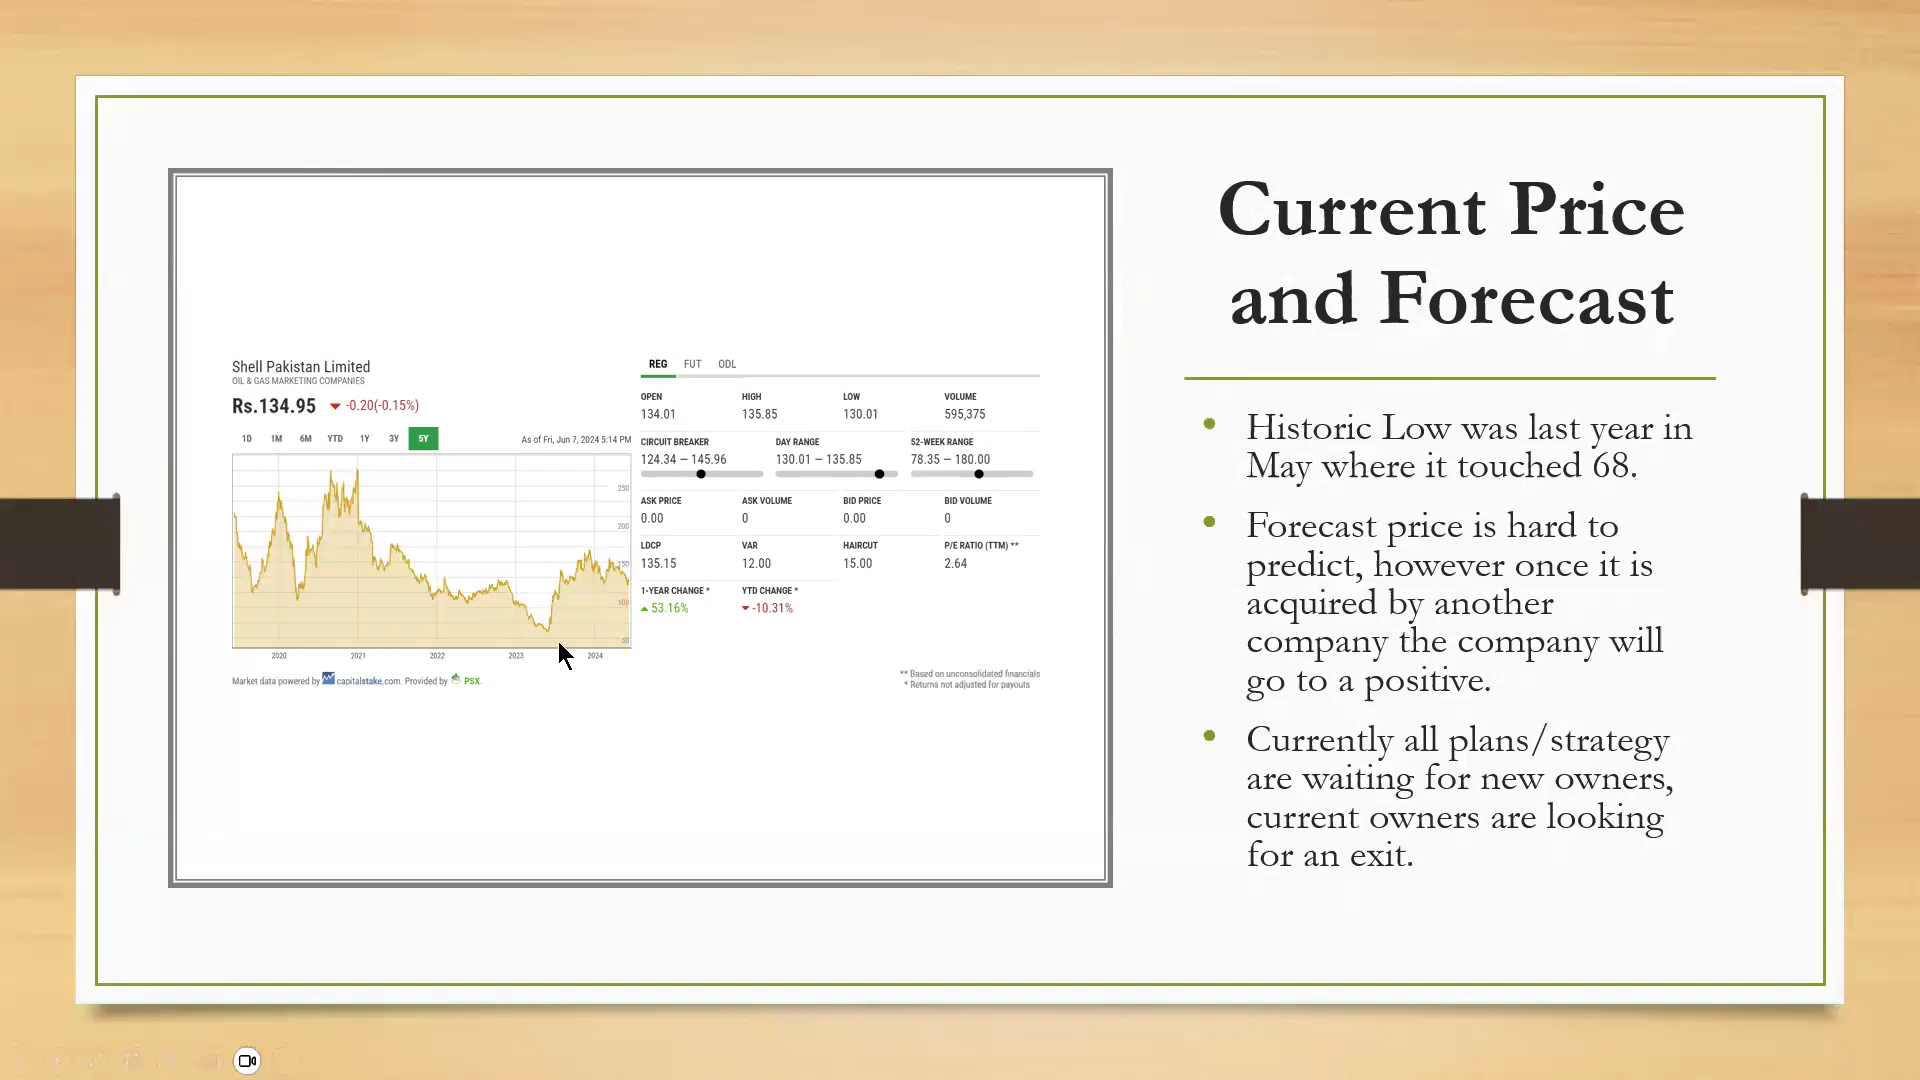 Current Price
and Forecast
Shell Pakistan Limited
OIL & GAS MARKETING COMPANIES
Rs.134.95 -0.20(-0.15%)
1D 1M 6M YTD 1Y 3Y 5Y
As of Fri, Jun 7, 2024 5:14 PM
250
200
150
100
50
2020 2021 2022 2023 2024
Market data powered by capitalstake.com. Provided by PSX.
REG FUT ODL
OPEN HIGH LOW VOLUME
134.01 135.85 130.01 595,375
CIRCUIT BREAKER DAY RANGE 52-WEEK RANGE
124.34 — 145.96 130.01 — 135.85 78.35 — 180.00
ASK PRICE ASK VOLUME BID PRICE BID VOLUME
0.00 0 0.00 0
LDCP VAR HAIRCUT P/E RATIO (TTM) **
135.15 12.00 15.00 2.64
1-YEAR CHANGE * YTD CHANGE *
53.16% -10.31%
** Based on unconsolidated financials
* Returns not adjusted for payouts
• Historic Low was last year in
May where it touched 68.
• Forecast price is hard to
predict, however once it is
acquired by another
company the company will
go to a positive.
• Currently all plans/strategy
are waiting for new owners,
current owners are looking
for an exit.